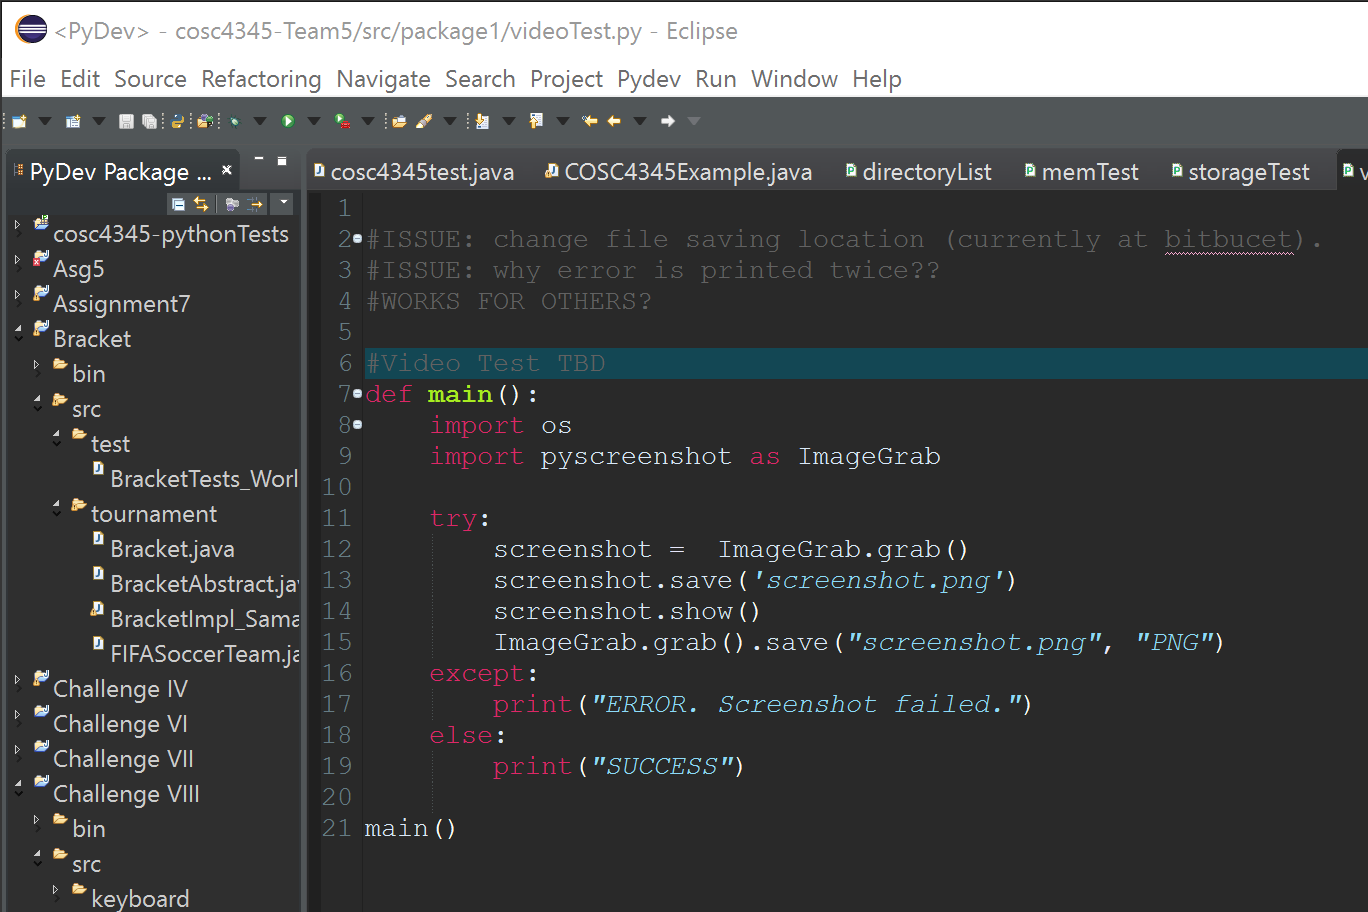 <PyDev> - cosc4345-Team5/src/package1/videoTest.py - Eclipse
File Edit Source Refactoring Navigate Search Project Pydev Run Window Help
PyDev Package ...
cosc4345test.java COSC4345Example.java directoryList memTest storageTest v
cosc4345-pythonTests
Asg5
Assignment7
Bracket
bin
src
test
BracketTests_Worl
tournament
Bracket.java
BracketAbstract.ja
BracketImpl_Sama
FIFASoccerTeam.ja
Challenge IV
Challenge VI
Challenge VII
Challenge VIII
bin
src
keyboard
1
2 #ISSUE: change file saving location (currently at bitbucet).
3 #ISSUE: why error is printed twice??
4 #WORKS FOR OTHERS?
5
6 #Video Test TBD
7 def main():
8     import os
9     import pyscreenshot as ImageGrab
10
11     try:
12         screenshot =  ImageGrab.grab()
13         screenshot.save('screenshot.png')
14         screenshot.show()
15         ImageGrab.grab().save("screenshot.png", "PNG")
16     except:
17         print("ERROR. Screenshot failed.")
18     else:
19         print("SUCCESS")
20
21 main()